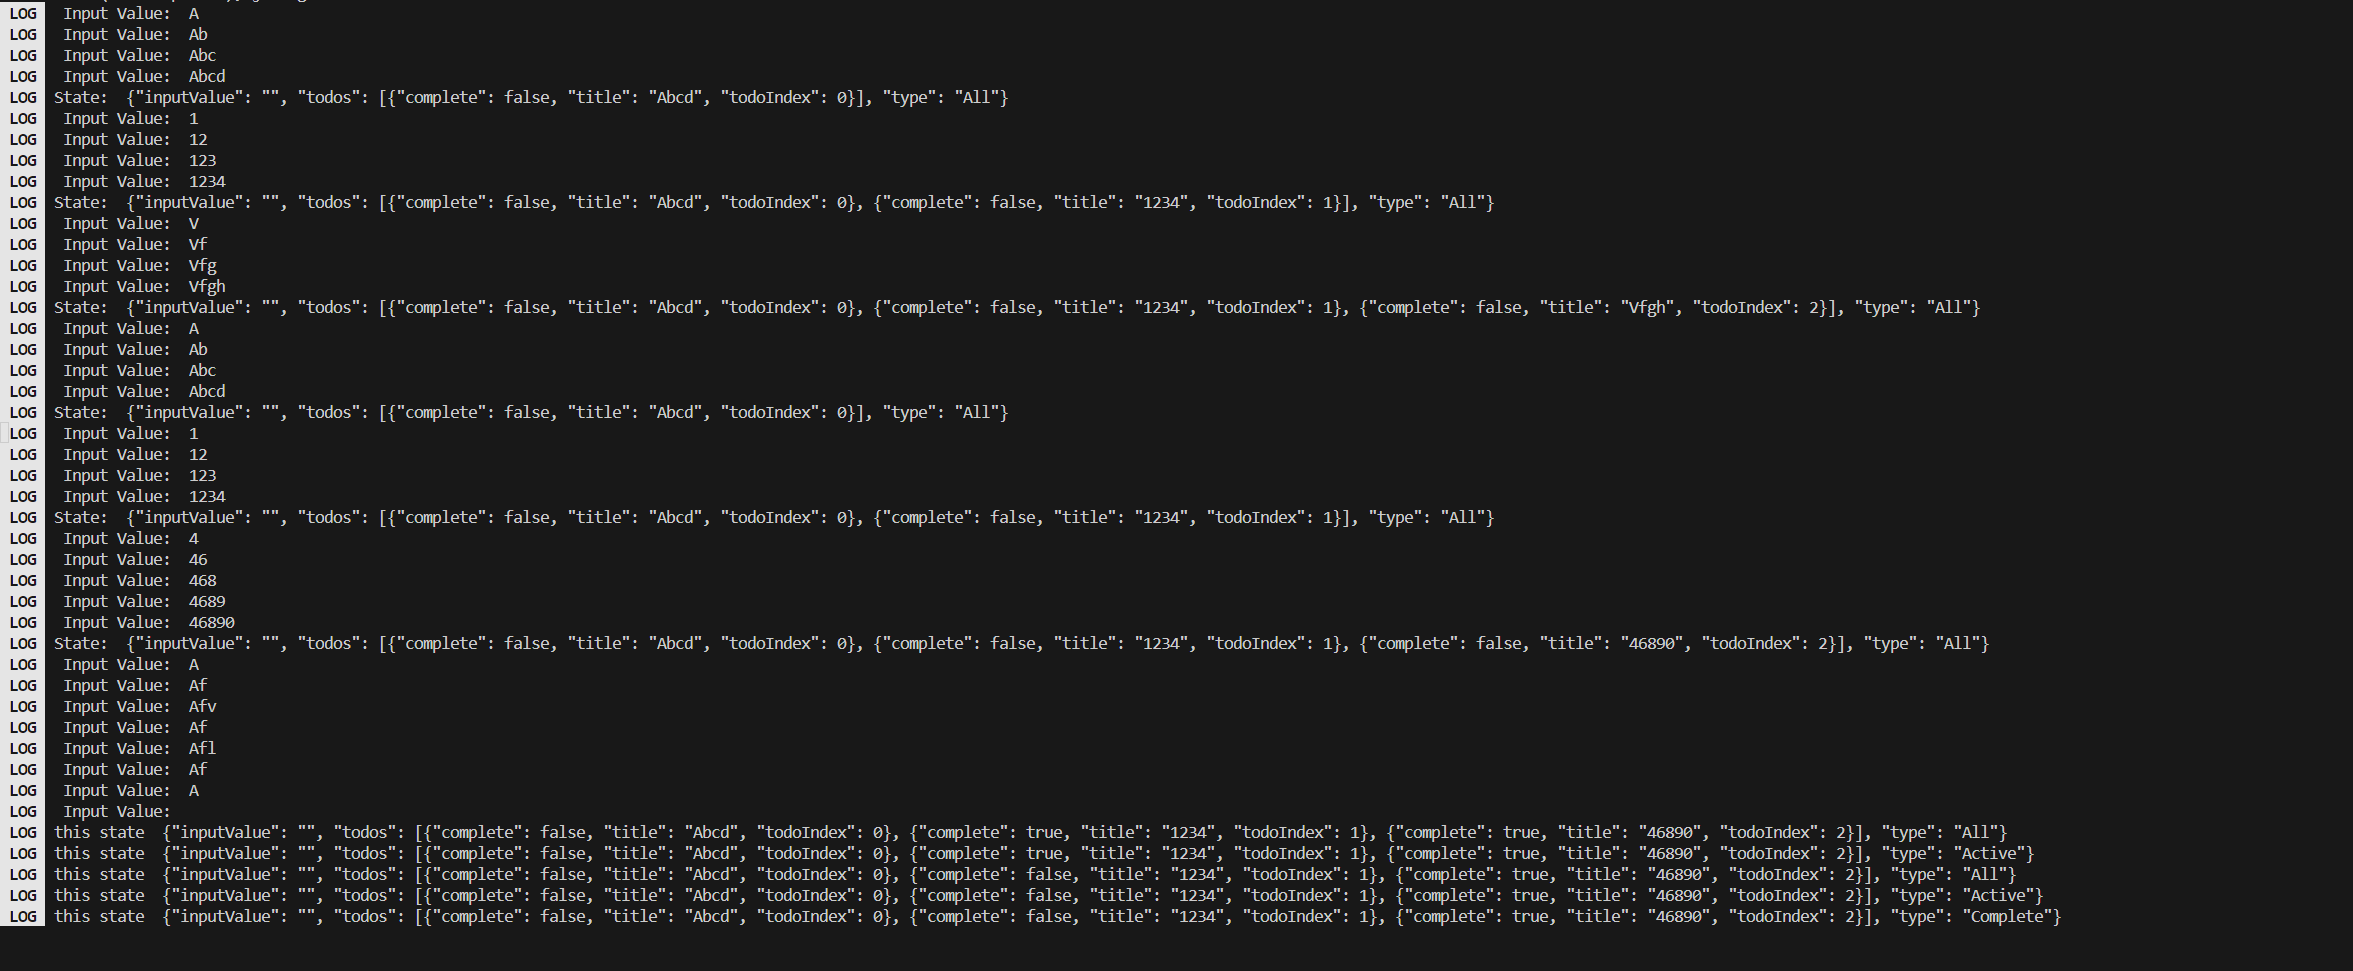 LOG Input Value: A
LOG Input Value: Ab
LOG Input Value: Abc
LOG Input Value: Abcd
LOG State: {"inputValue": "", "todos": [{"complete": false, "title": "Abcd", "todoIndex": 0}], "type": "All"}
LOG Input Value: 1
LOG Input Value: 12
LOG Input Value: 123
LOG Input Value: 1234
LOG State: {"inputValue": "", "todos": [{"complete": false, "title": "Abcd", "todoIndex": 0}, {"complete": false, "title": "1234", "todoIndex": 1}], "type": "All"}
LOG Input Value: V
LOG Input Value: Vf
LOG Input Value: Vfg
LOG Input Value: Vfgh
LOG State: {"inputValue": "", "todos": [{"complete": false, "title": "Abcd", "todoIndex": 0}, {"complete": false, "title": "1234", "todoIndex": 1}, {"complete": false, "title": "Vfgh", "todoIndex": 2}], "type": "All"}
LOG Input Value: A
LOG Input Value: Ab
LOG Input Value: Abc
LOG Input Value: Abcd
LOG State: {"inputValue": "", "todos": [{"complete": false, "title": "Abcd", "todoIndex": 0}], "type": "All"}
LOG Input Value: 1
LOG Input Value: 12
LOG Input Value: 123
LOG Input Value: 1234
LOG State: {"inputValue": "", "todos": [{"complete": false, "title": "Abcd", "todoIndex": 0}, {"complete": false, "title": "1234", "todoIndex": 1}], "type": "All"}
LOG Input Value: 4
LOG Input Value: 46
LOG Input Value: 468
LOG Input Value: 4689
LOG Input Value: 46890
LOG State: {"inputValue": "", "todos": [{"complete": false, "title": "Abcd", "todoIndex": 0}, {"complete": false, "title": "1234", "todoIndex": 1}, {"complete": false, "title": "46890", "todoIndex": 2}], "type": "All"}
LOG Input Value: A
LOG Input Value: Af
LOG Input Value: Afv
LOG Input Value: Af
LOG Input Value: Afl
LOG Input Value: Af
LOG Input Value: A
LOG Input Value:
LOG this state {"inputValue": "", "todos": [{"complete": false, "title": "Abcd", "todoIndex": 0}, {"complete": true, "title": "1234", "todoIndex": 1}, {"complete": true, "title": "46890", "todoIndex": 2}], "type": "All"}
LOG this state {"inputValue": "", "todos": [{"complete": false, "title": "Abcd", "todoIndex": 0}, {"complete": true, "title": "1234", "todoIndex": 1}, {"complete": true, "title": "46890", "todoIndex": 2}], "type": "Active"}
LOG this state {"inputValue": "", "todos": [{"complete": false, "title": "Abcd", "todoIndex": 0}, {"complete": false, "title": "1234", "todoIndex": 1}, {"complete": true, "title": "46890", "todoIndex": 2}], "type": "All"}
LOG this state {"inputValue": "", "todos": [{"complete": false, "title": "Abcd", "todoIndex": 0}, {"complete": false, "title": "1234", "todoIndex": 1}, {"complete": true, "title": "46890", "todoIndex": 2}], "type": "Active"}
LOG this state {"inputValue": "", "todos": [{"complete": false, "title": "Abcd", "todoIndex": 0}, {"complete": false, "title": "1234", "todoIndex": 1}, {"complete": true, "title": "46890", "todoIndex": 2}], "type": "Complete"}